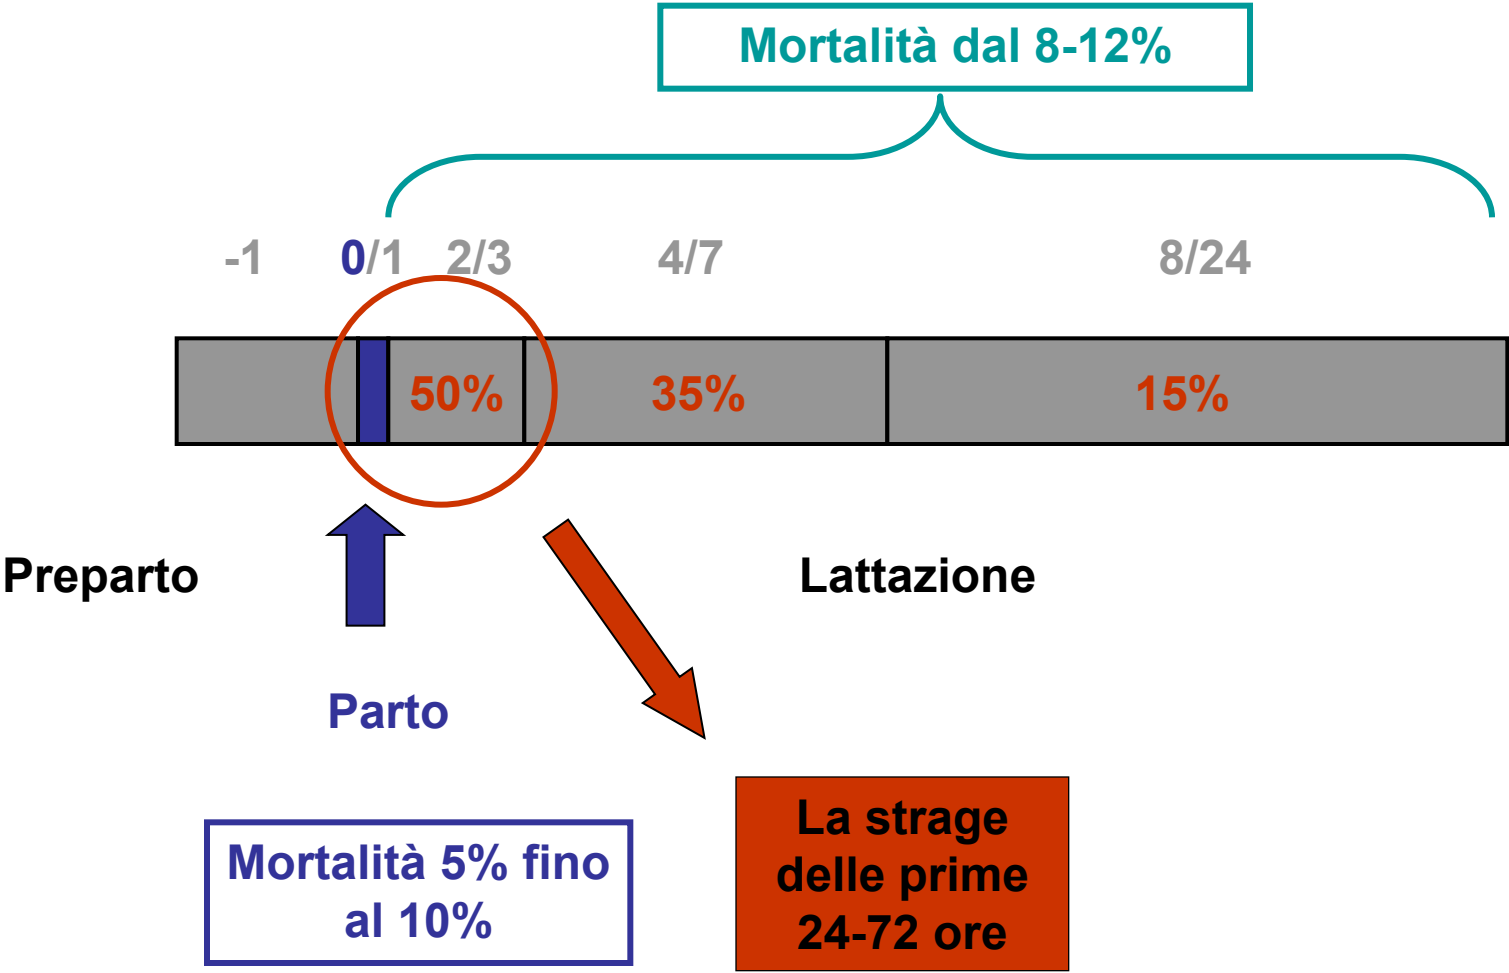 Mortalità dal 8-12%
-1 0/1 2/3 4/7 8/24
50% 35% 15%
Preparto
Lattazione
Parto
Mortalità 5% fino
al 10%
La strage
delle prime
24-72 ore